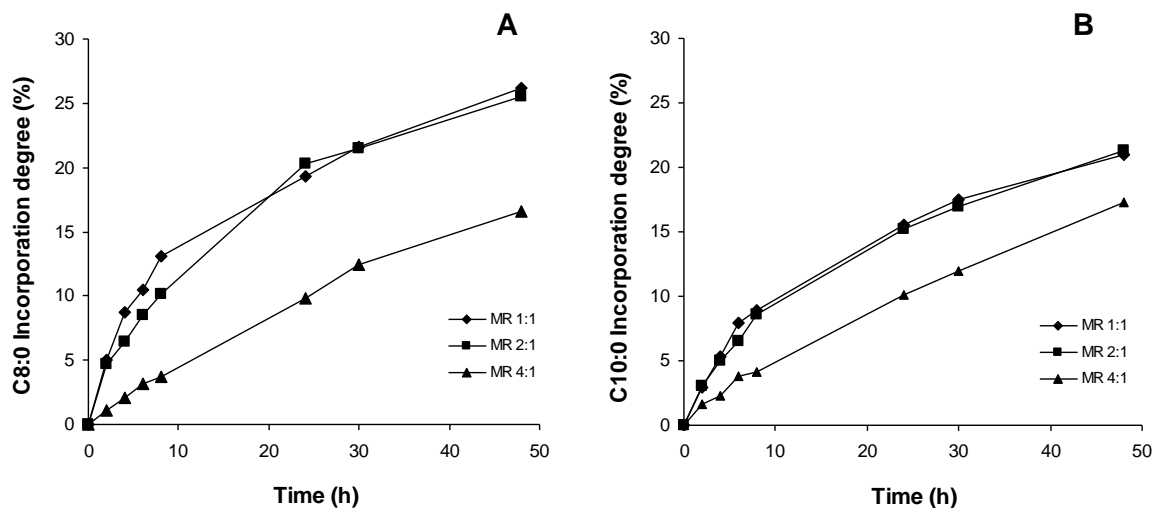 A
C8:0 Incorporation degree (%)
30
25
20
15
10
5
0
0 10 20 30 40 50
Time (h)
MR 1:1
MR 2:1
MR 4:1
B
C10:0 Incorporation degree (%)
30
25
20
15
10
5
0
0 10 20 30 40 50
Time (h)
MR 1:1
MR 2:1
MR 4:1